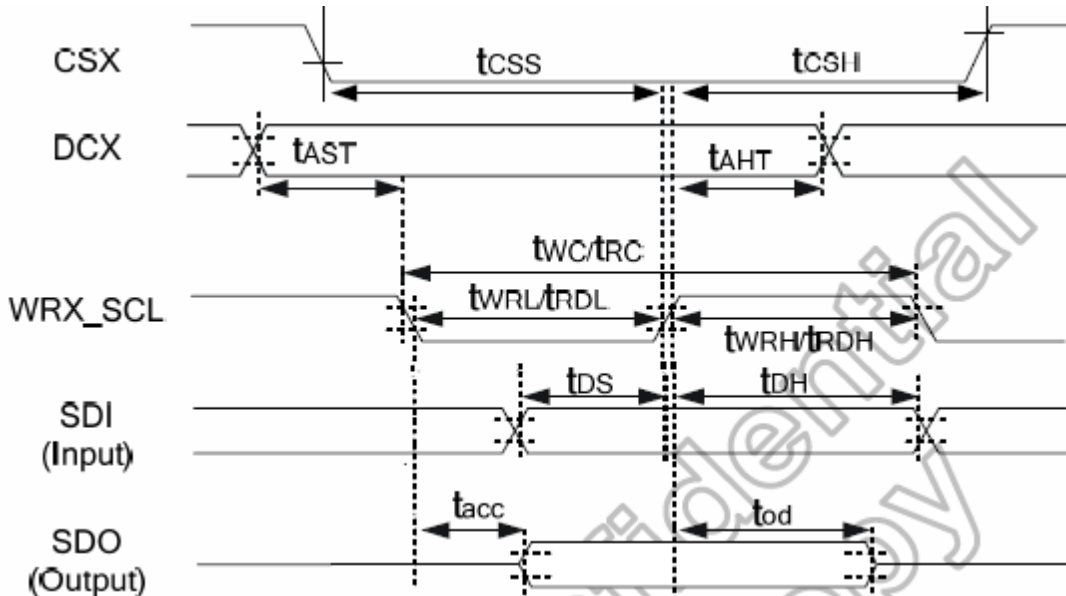 CSX
tCSS
tCSH
DCX
tAST
tAHT
tWC/tRC
WRX_SCL
tWRL/tRDL
tWRH/tRDH
SDI
(Input)
tDS
tDH
SDO
(Output)
tacc
tod